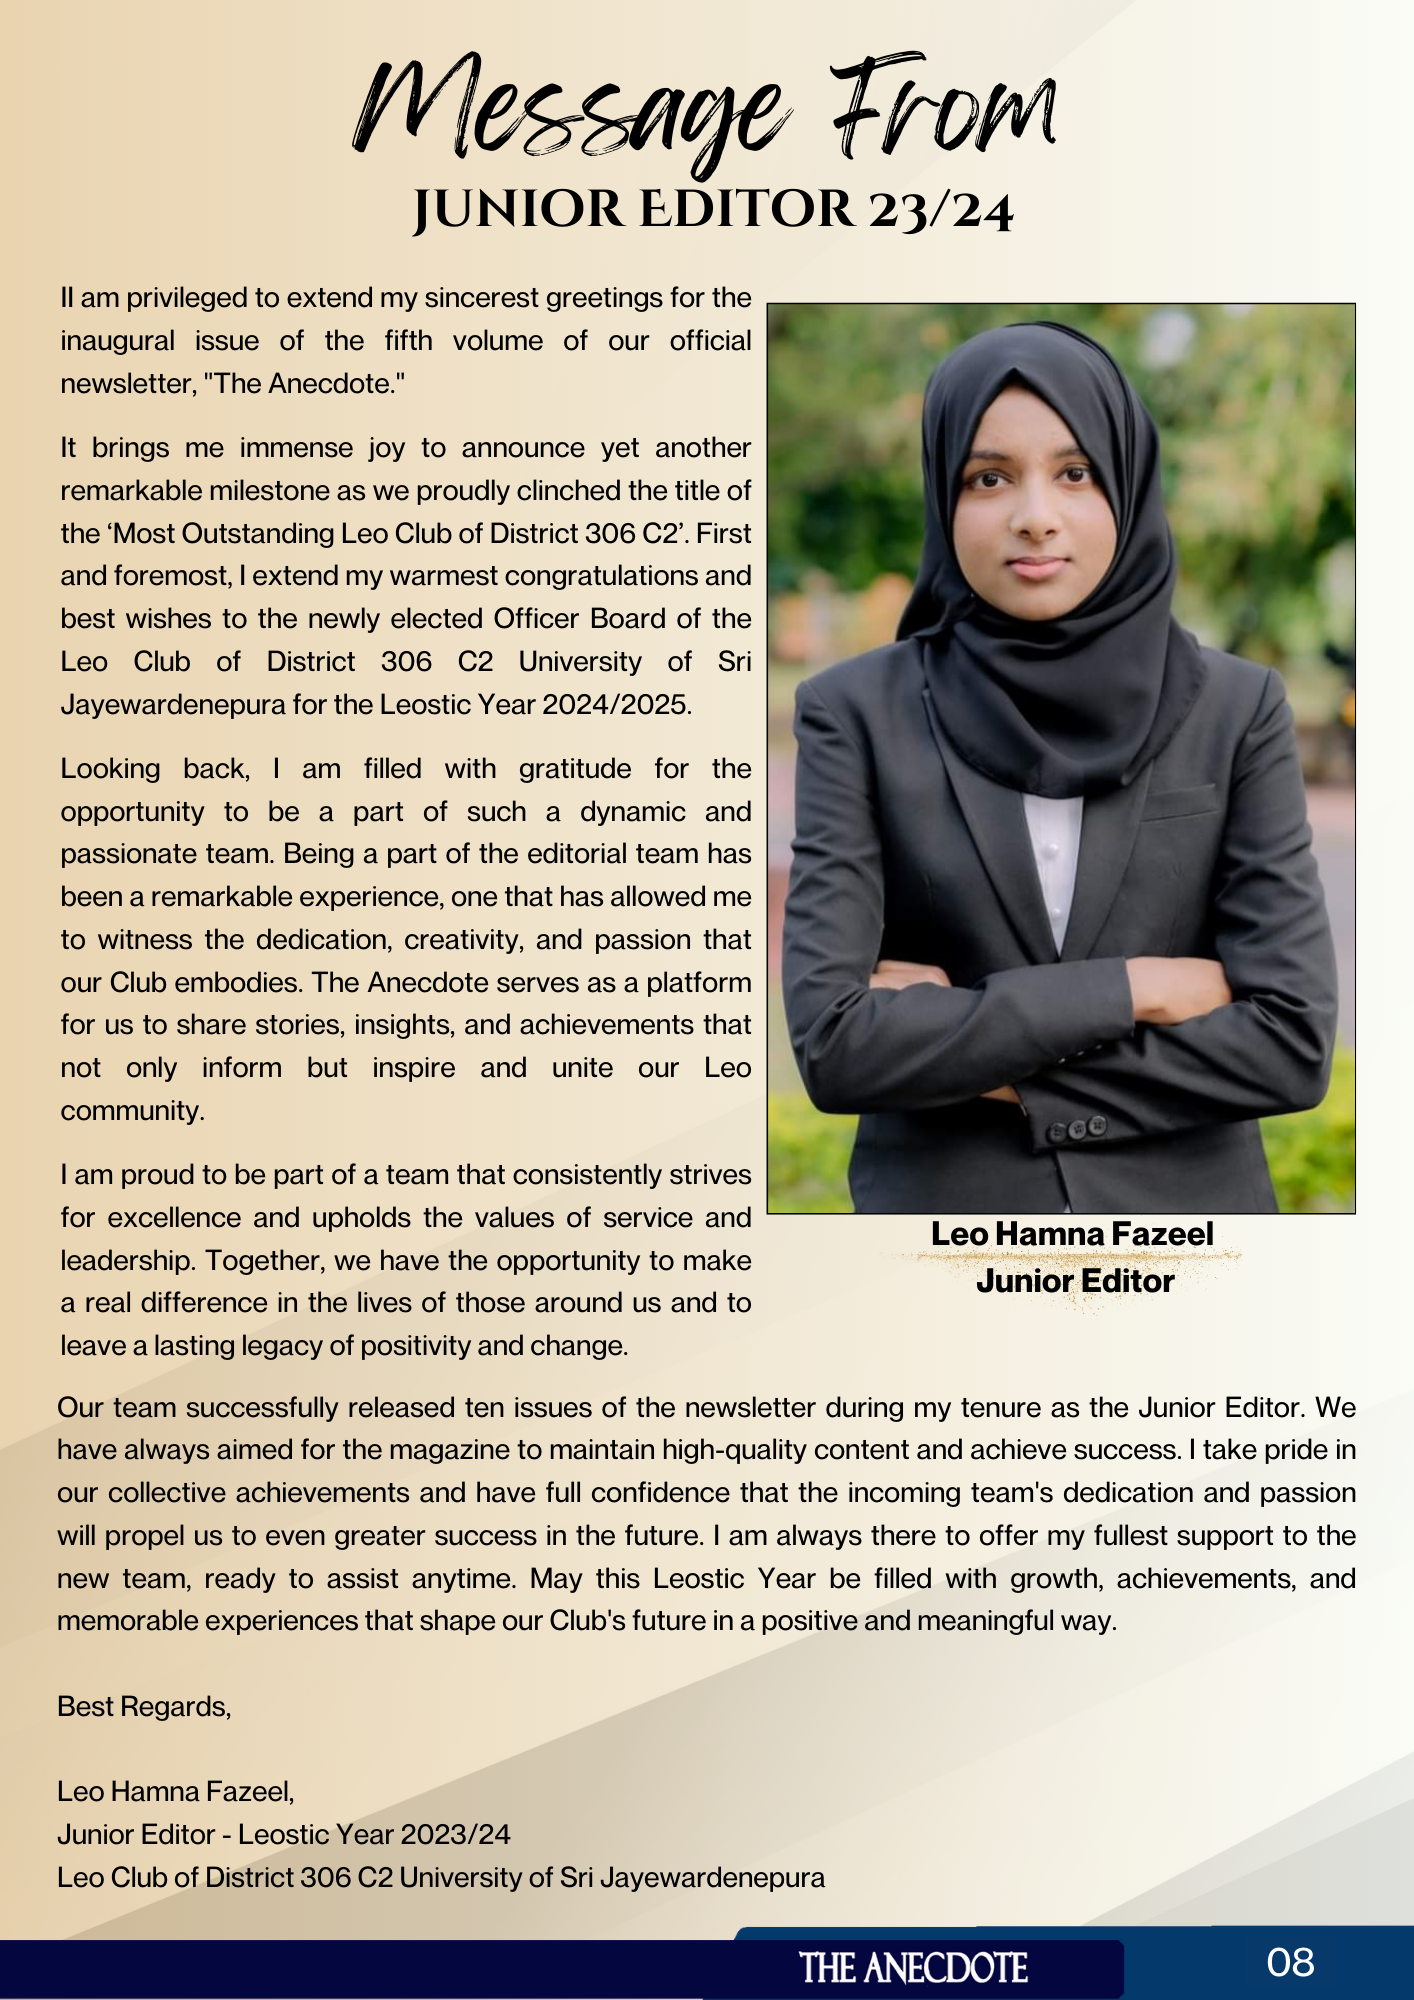 Message From
JUNIOR EDITOR 23/24
II am privileged to extend my sincerest greetings for the
inaugural issue of the fifth volume of our official
newsletter, "The Anecdote."
It brings me immense joy to announce yet another
remarkable milestone as we proudly clinched the title of
the ‘Most Outstanding Leo Club of District 306 C2’. First
and foremost, I extend my warmest congratulations and
best wishes to the newly elected Officer Board of the
Leo Club of District 306 C2 University of Sri
Jayewardenepura for the Leostic Year 2024/2025.
Looking back, I am filled with gratitude for the
opportunity to be a part of such a dynamic and
passionate team. Being a part of the editorial team has
been a remarkable experience, one that has allowed me
to witness the dedication, creativity, and passion that
our Club embodies. The Anecdote serves as a platform
for us to share stories, insights, and achievements that
not only inform but inspire and unite our Leo
community.
I am proud to be part of a team that consistently strives
for excellence and upholds the values of service and
leadership. Together, we have the opportunity to make
a real difference in the lives of those around us and to
leave a lasting legacy of positivity and change.
Leo Hamna Fazeel
Junior Editor
Our team successfully released ten issues of the newsletter during my tenure as the Junior Editor. We
have always aimed for the magazine to maintain high-quality content and achieve success. I take pride in
our collective achievements and have full confidence that the incoming team's dedication and passion
will propel us to even greater success in the future. I am always there to offer my fullest support to the
new team, ready to assist anytime. May this Leostic Year be filled with growth, achievements, and
memorable experiences that shape our Club's future in a positive and meaningful way.
Best Regards,
Leo Hamna Fazeel,
Junior Editor - Leostic Year 2023/24
Leo Club of District 306 C2 University of Sri Jayewardenepura
THE ANECDOTE
08